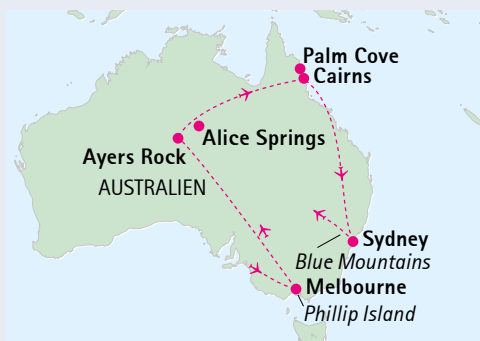 Palm Cove
Cairns
Alice Springs
Ayers Rock
AUSTRALIEN
Sydney
Blue Mountains
Melbourne
Phillip Island